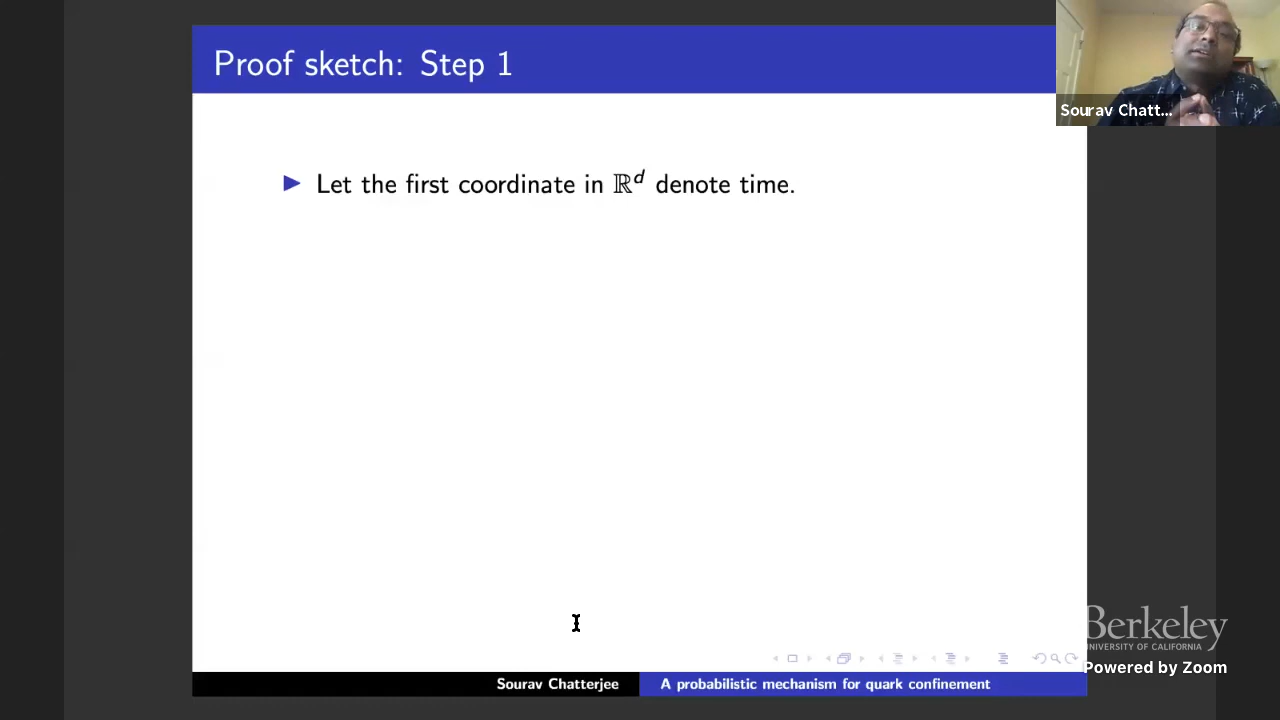 Proof sketch: Step 1
Sourav Chatt...
▶ Let the first coordinate in ℝᵈ denote time.
Berkeley
UNIVERSITY OF CALIFORNIA
Powered by Zoom
Sourav Chatterjee
A probabilistic mechanism for quark confinement